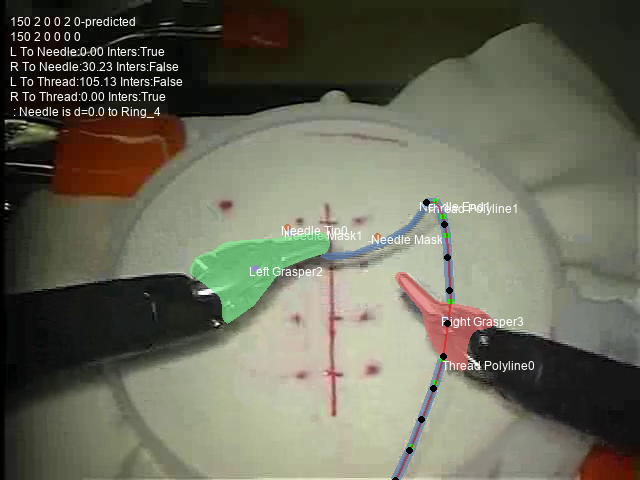 150 2 0 0 2 0-predicted
150 2 0 0 0 0
L To Needle:0.00 Inters:True
R To Needle:30.23 Inters:False
L To Thread:105.13 Inters:False
R To Thread:0.00 Inters:True
: Needle is d=0.0 to Ring_4
Needle End1
Thread Polyline1
Needle Tip0
Needle Mask1
Needle Mask
Left Grasper2
Right Grasper3
Thread Polyline0